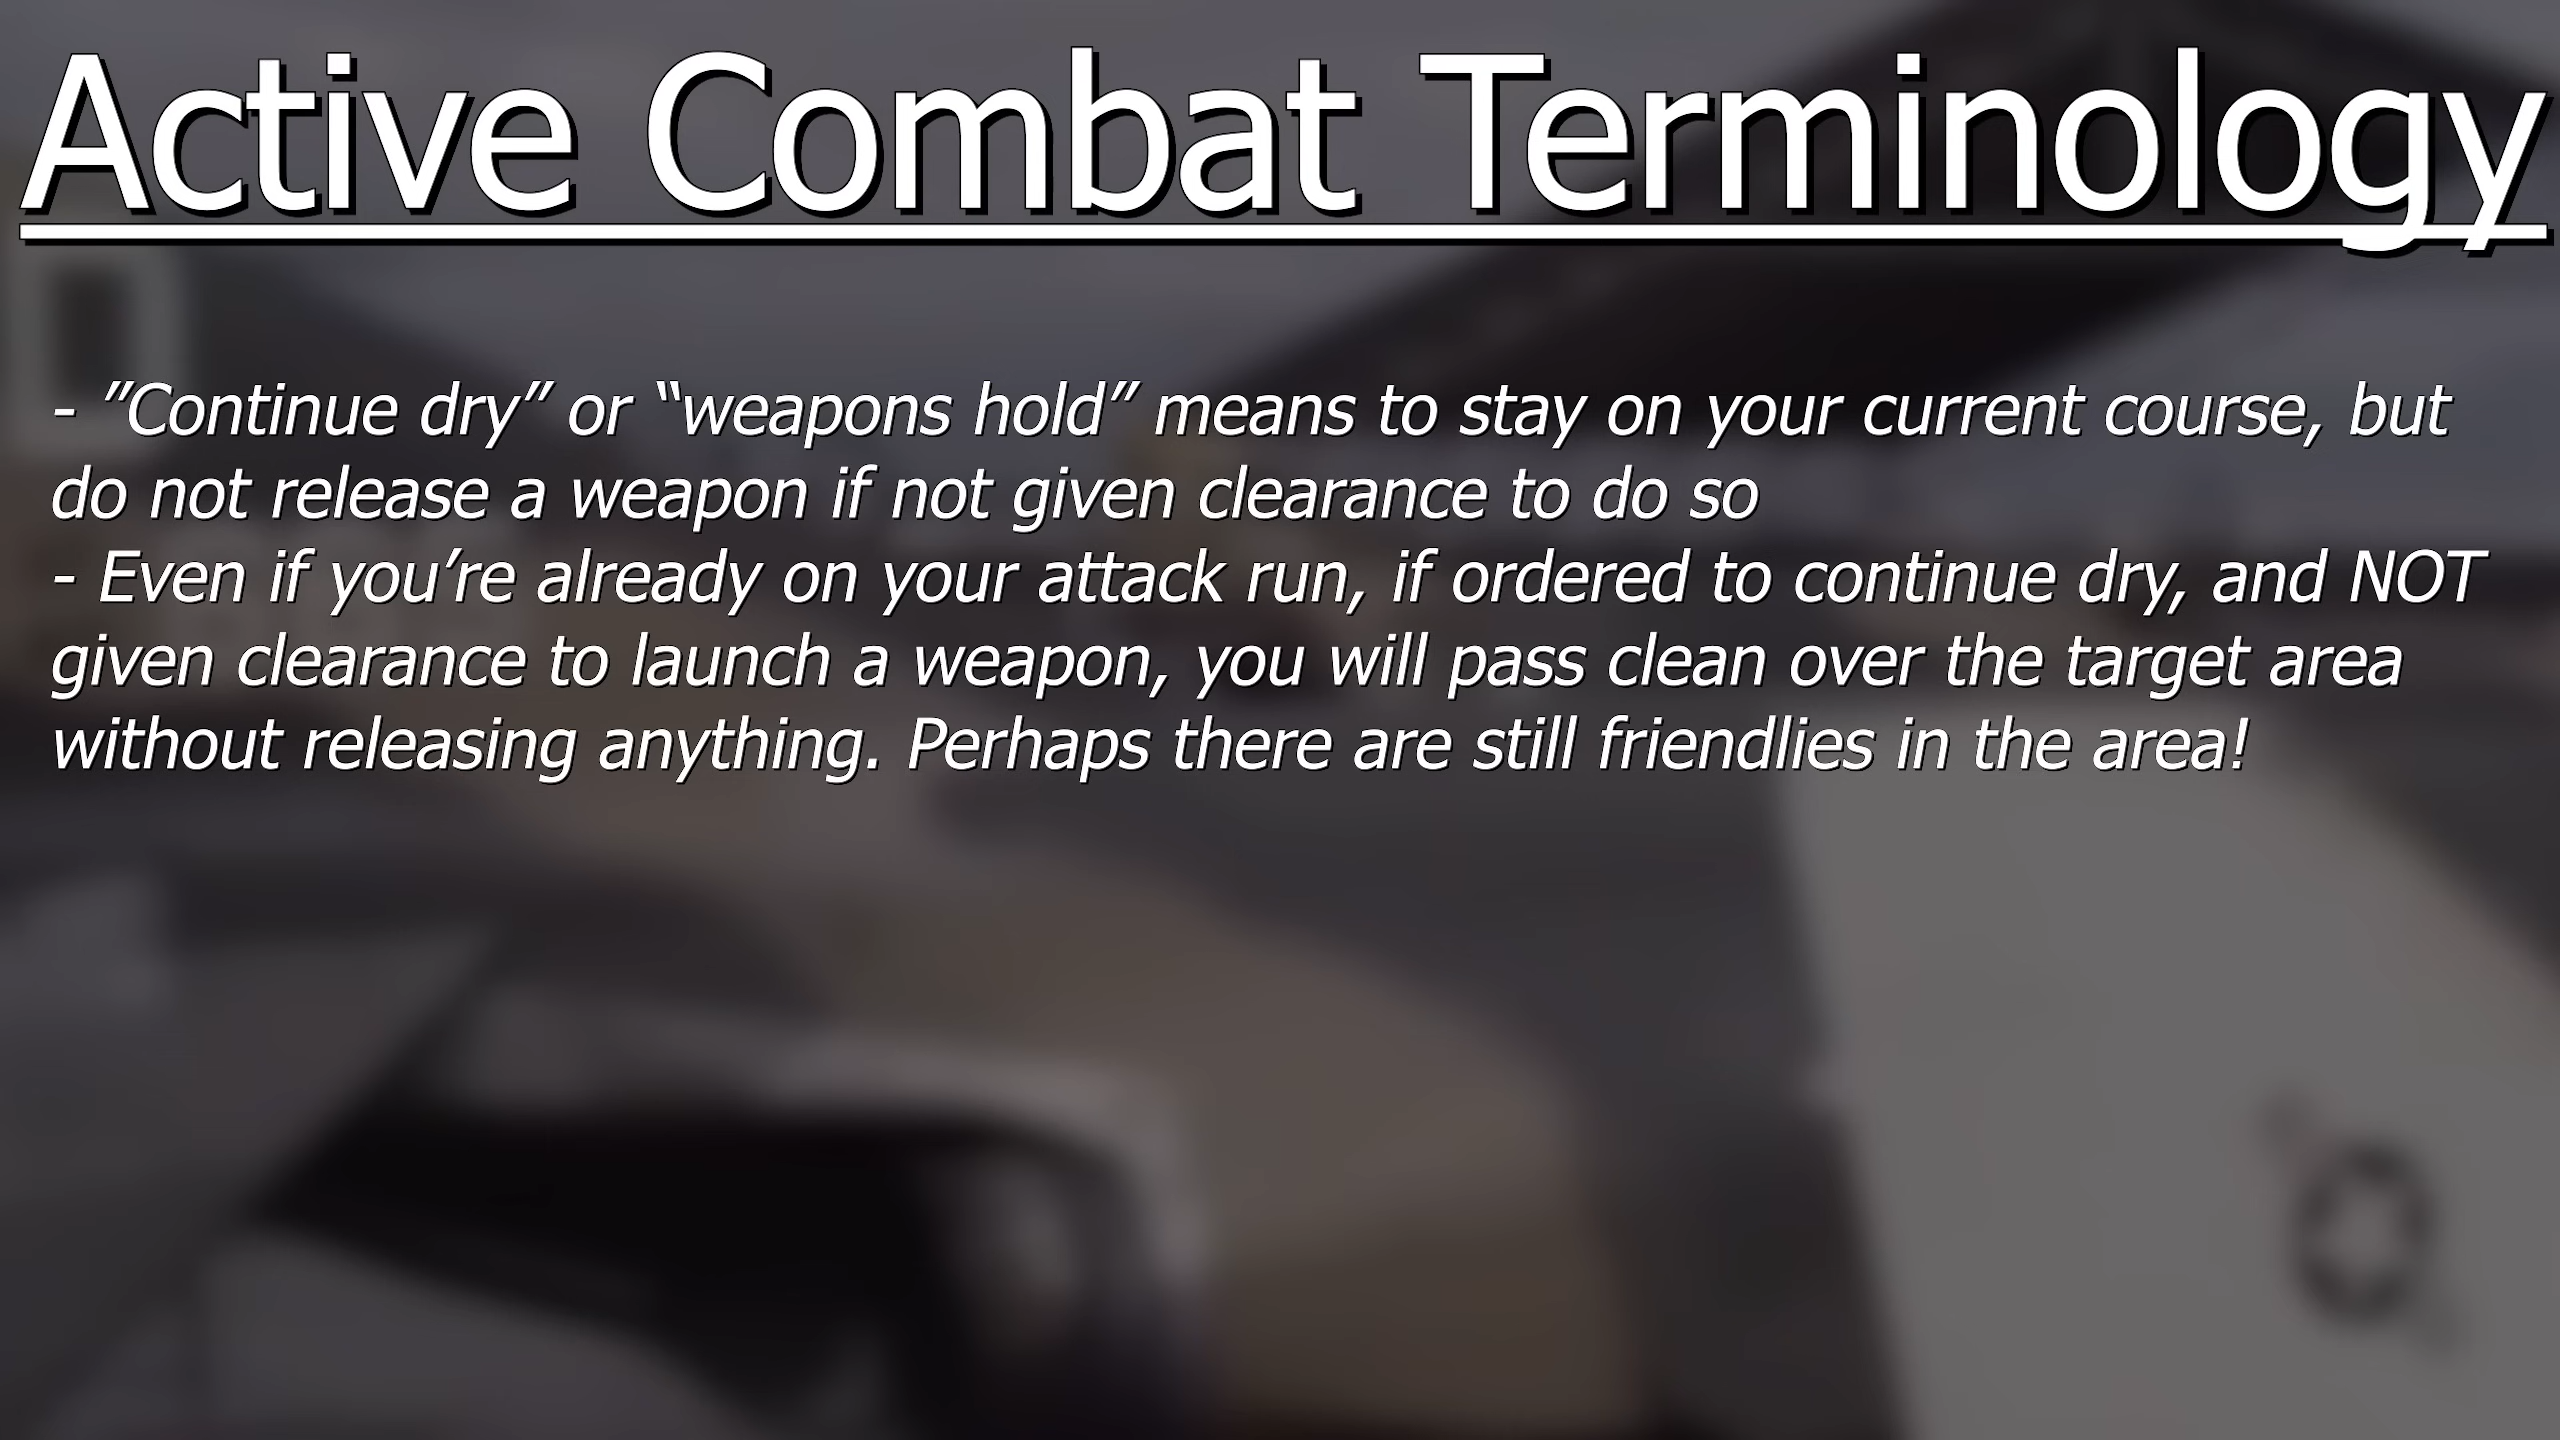 Active Combat Terminology
- ”Continue dry” or “weapons hold” means to stay on your current course, but
do not release a weapon if not given clearance to do so
- Even if you’re already on your attack run, if ordered to continue dry, and NOT
given clearance to launch a weapon, you will pass clean over the target area
without releasing anything. Perhaps there are still friendlies in the area!